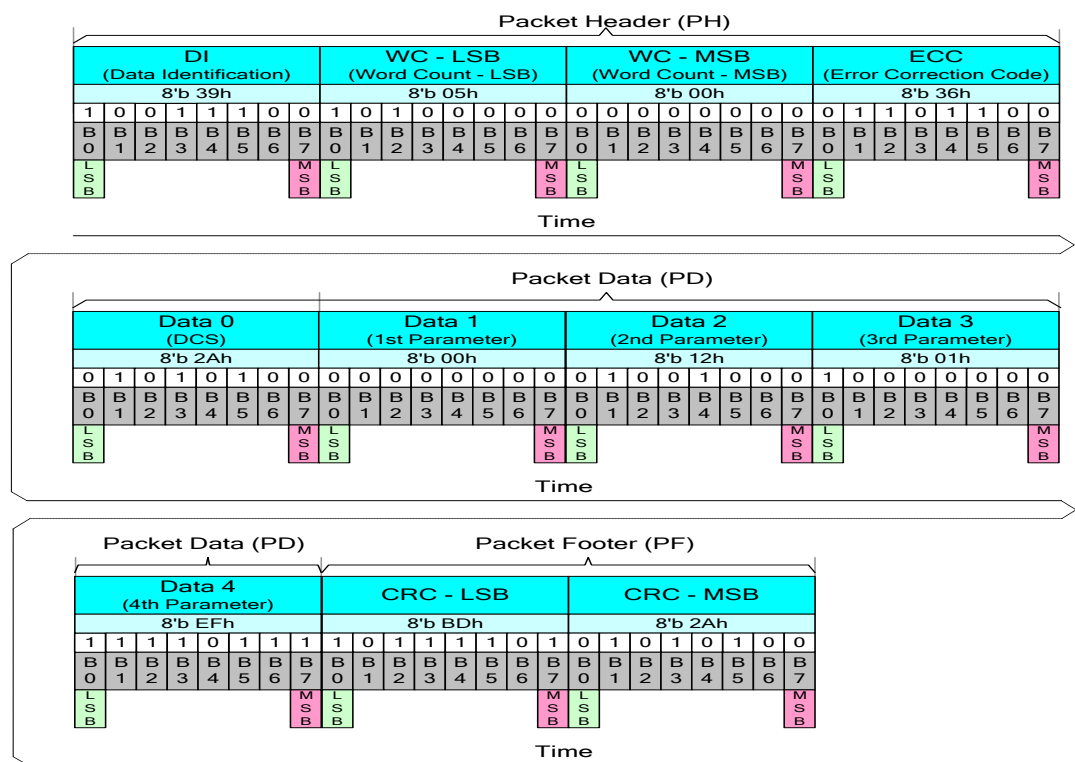 Packet Header (PH)
DI WC - LSB WC - MSB ECC
(Data Identification) (Word Count - LSB) (Word Count - MSB) (Error Correction Code)
8'b 39h 8'b 05h 8'b 00h 8'b 36h
1 0 0 1 1 1 0 0 1 0 1 0 0 0 0 0 0 0 0 0 0 0 0 0 0 1 1 0 1 1 0 0
B0 B1 B2 B3 B4 B5 B6 B7 B0 B1 B2 B3 B4 B5 B6 B7 B0 B1 B2 B3 B4 B5 B6 B7 B0 B1 B2 B3 B4 B5 B6 B7
LSB MSB LSB MSB LSB MSB LSB MSB
Time
Packet Data (PD)
Data 0 Data 1 Data 2 Data 3
(DCS) (1st Parameter) (2nd Parameter) (3rd Parameter)
8'b 2Ah 8'b 00h 8'b 12h 8'b 01h
0 1 0 1 0 1 0 0 0 0 0 0 0 0 0 0 0 1 0 0 1 0 0 0 1 0 0 0 0 0 0 0
B0 B1 B2 B3 B4 B5 B6 B7 B0 B1 B2 B3 B4 B5 B6 B7 B0 B1 B2 B3 B4 B5 B6 B7 B0 B1 B2 B3 B4 B5 B6 B7
LSB MSB LSB MSB LSB MSB LSB MSB
Time
Packet Data (PD) Packet Footer (PF)
Data 4 CRC - LSB CRC - MSB
(4th Parameter)
8'b EFh 8'b BDh 8'b 2Ah
1 1 1 1 0 1 1 1 1 0 1 1 1 1 0 1 0 1 0 1 0 1 0 0
B0 B1 B2 B3 B4 B5 B6 B7 B0 B1 B2 B3 B4 B5 B6 B7 B0 B1 B2 B3 B4 B5 B6 B7
LSB MSB LSB MSB LSB MSB
Time